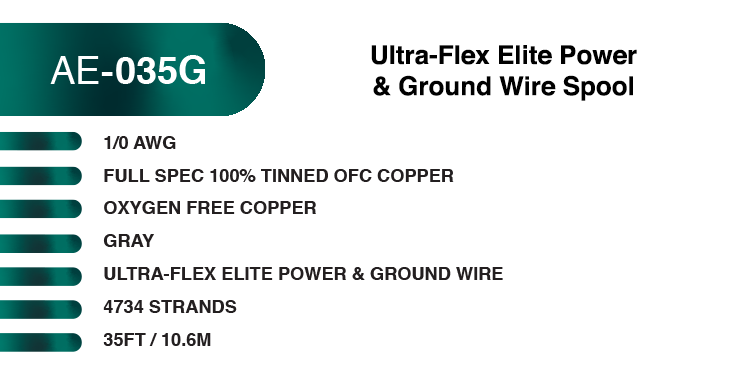 AE-035G
Ultra-Flex Elite Power
& Ground Wire Spool
1/0 AWG
FULL SPEC 100% TINNED OFC COPPER
OXYGEN FREE COPPER
GRAY
ULTRA-FLEX ELITE POWER & GROUND WIRE
4734 STRANDS
35FT / 10.6M